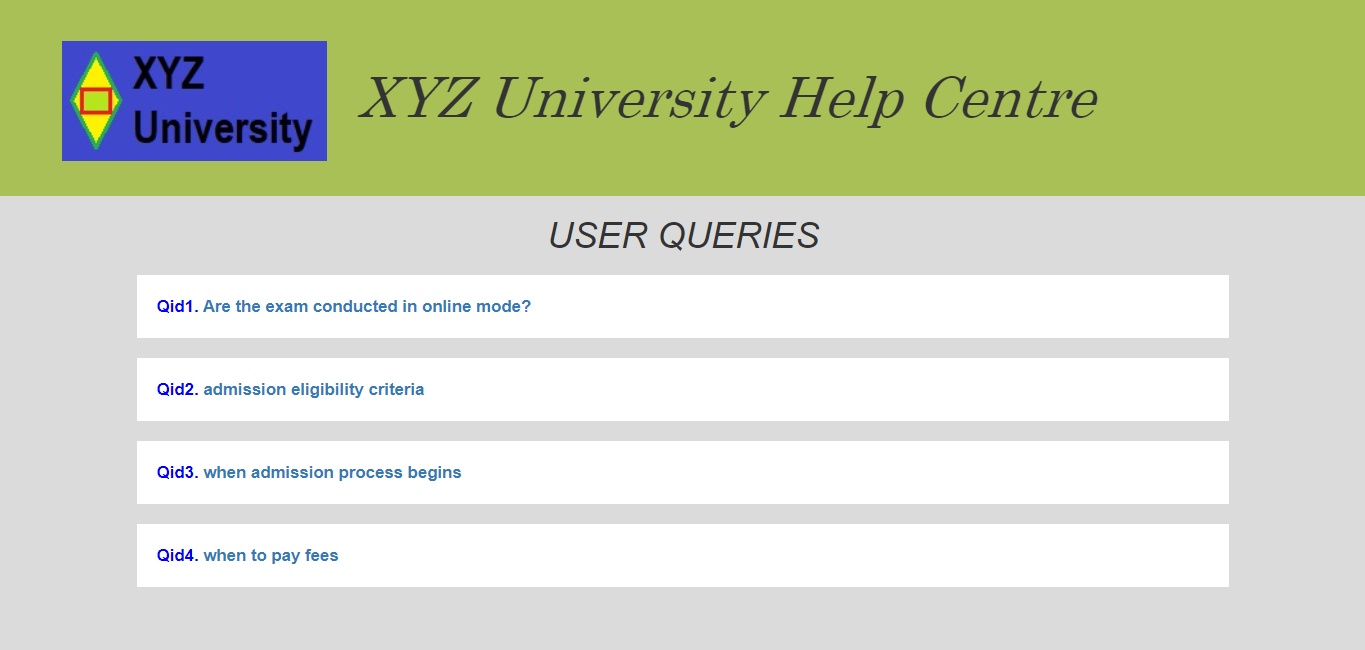 XYZ
University
XYZ University Help Centre
USER QUERIES
Qid1. Are the exam conducted in online mode?
Qid2. admission eligibility criteria
Qid3. when admission process begins
Qid4. when to pay fees